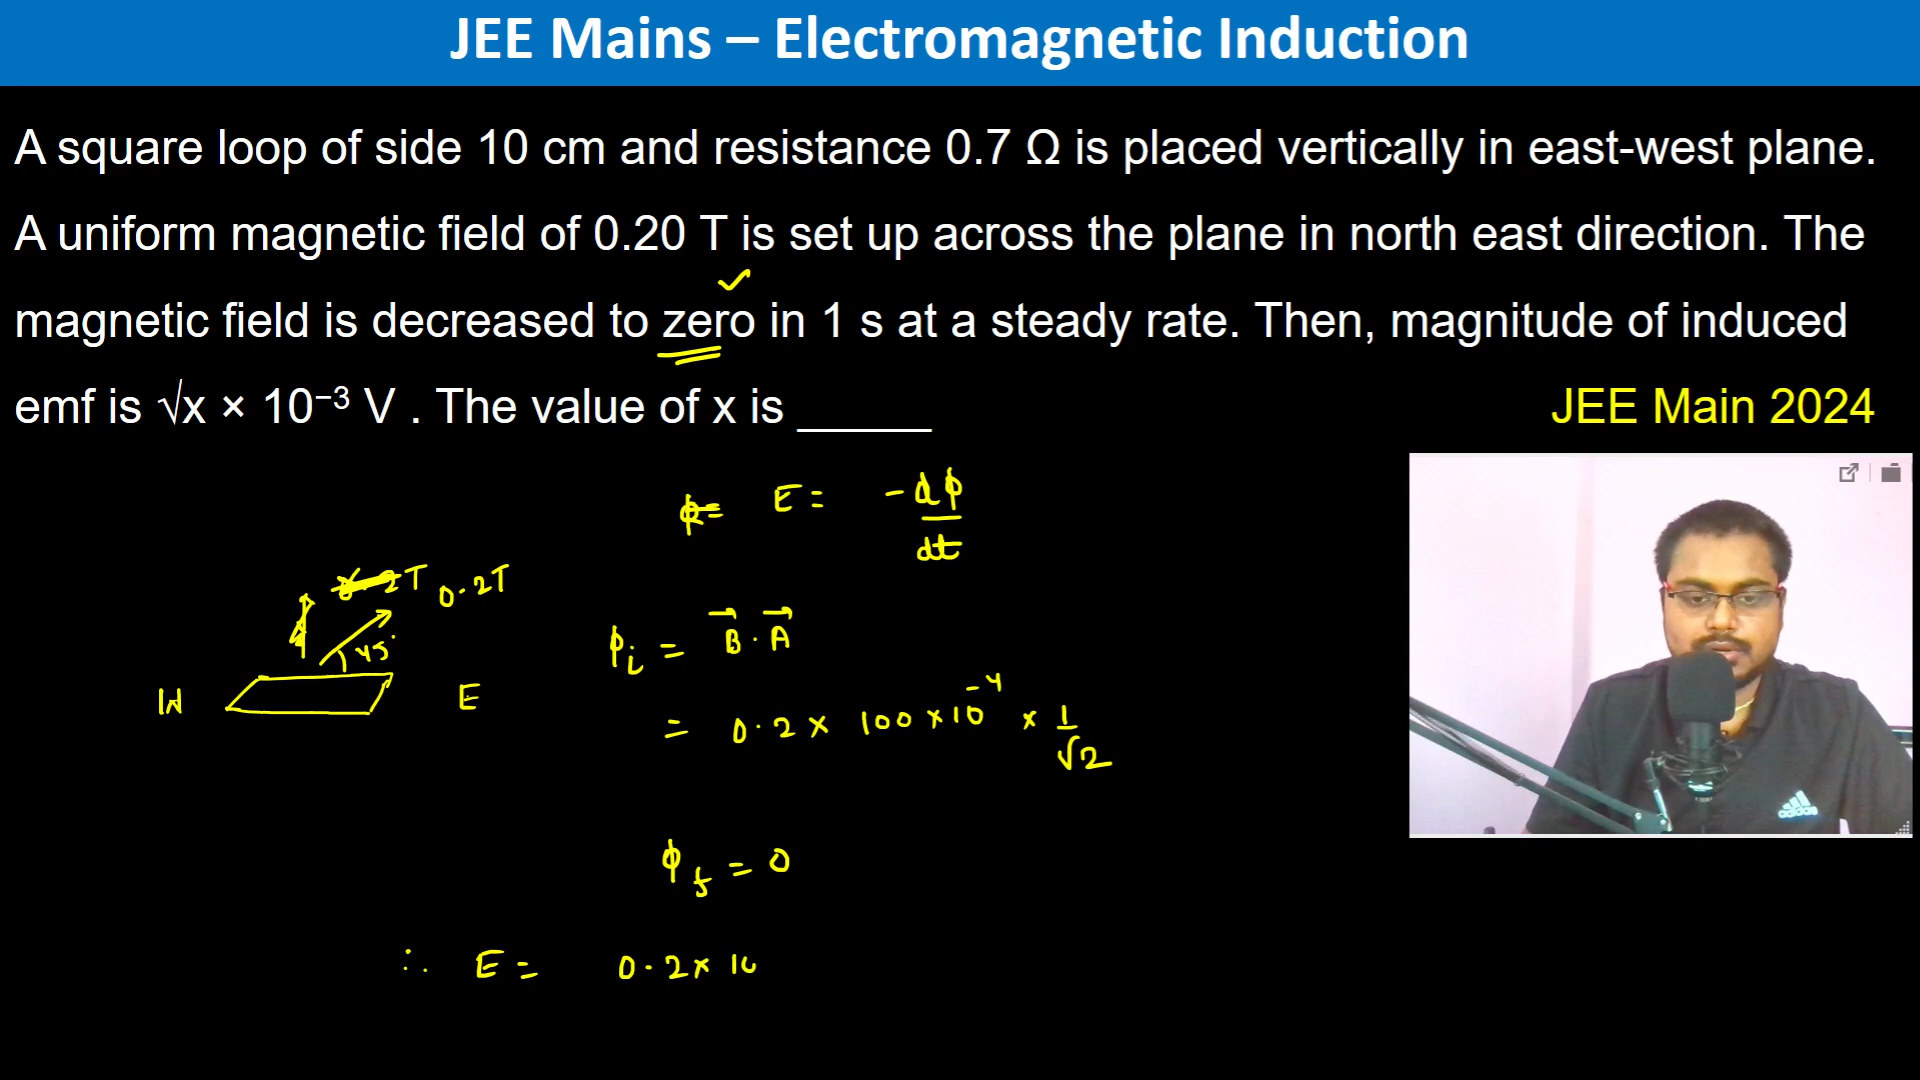 JEE Mains – Electromagnetic Induction
A square loop of side 10 cm and resistance 0.7 Ω is placed vertically in east-west plane.
A uniform magnetic field of 0.20 T is set up across the plane in north east direction. The
magnetic field is decreased to zero in 1 s at a steady rate. Then, magnitude of induced
emf is √x × 10⁻³ V . The value of x is ______
JEE Main 2024
E = -dϕ/dt
T 0.2T
45°
W E
ϕi = B⃗ · A⃗
= 0.2 × 100 × 10⁻⁴ × 1/√2
ϕf = 0
∴ E = 0.2 × 10
adidas